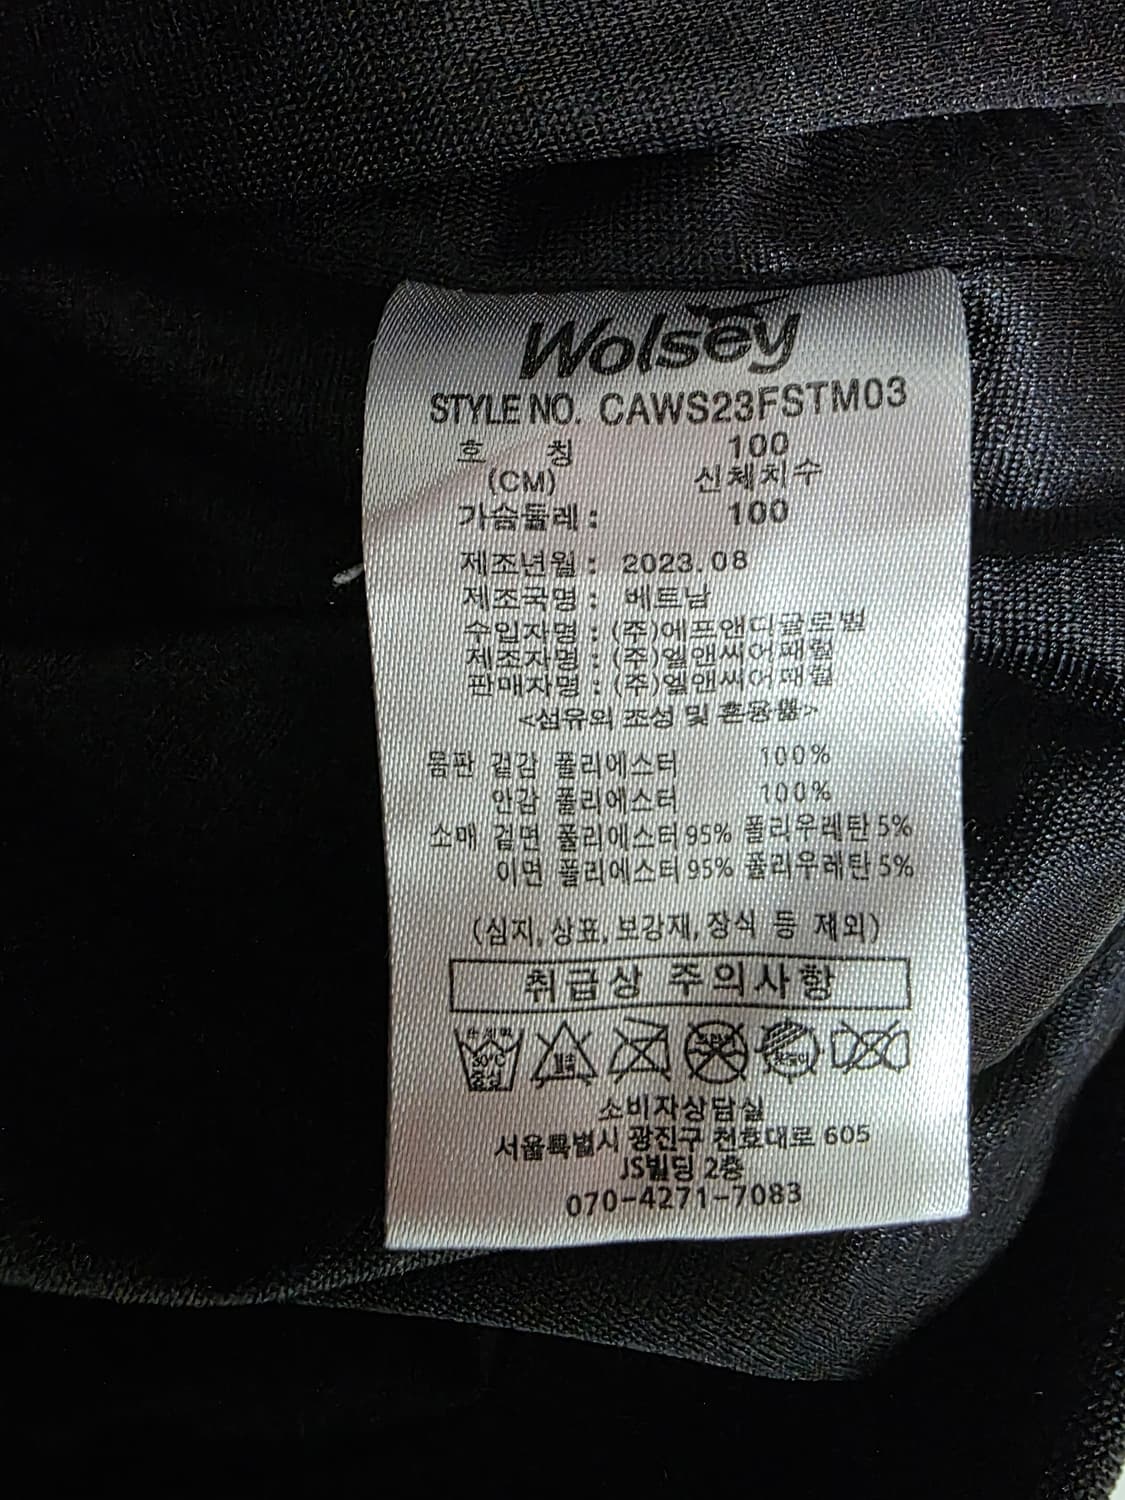 Wolsey
STYLE NO. CAWS23FSTM03
호 칭 100
(CM) 신체치수
가슴둘레 : 100
제조년월 : 2023.08
제조국명 : 베트남
수입자명 : (주)에프앤디글로벌
제조자명 : (주)엘앤씨어패럴
판매자명 : (주)엘앤씨어패럴
<섬유의 조성 및 혼용율>
몸판 겉감 폴리에스터 100%
안감 폴리에스터 100%
소매 겉면 폴리에스터 95% 폴리우레탄 5%
이면 폴리에스터 95% 폴리우레탄 5%
(심지, 상표, 보강재, 장식 등 제외)
취급상 주의사항
30°C 중성
소비자상담실
서울특별시 광진구 천호대로 605
JS빌딩 2층
070-4271-7083